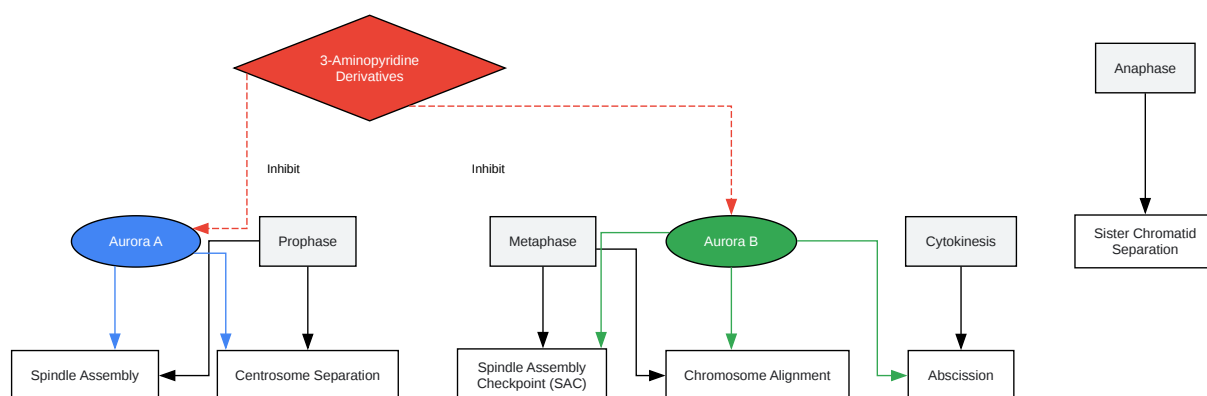 3-Aminopyridine
Derivatives
Anaphase
Inhibit
Inhibit
Aurora A
Prophase
Metaphase
Aurora B
Cytokinesis
Sister Chromatid
Separation
Spindle Assembly
Centrosome Separation
Spindle Assembly
Checkpoint (SAC)
Chromosome Alignment
Abscission